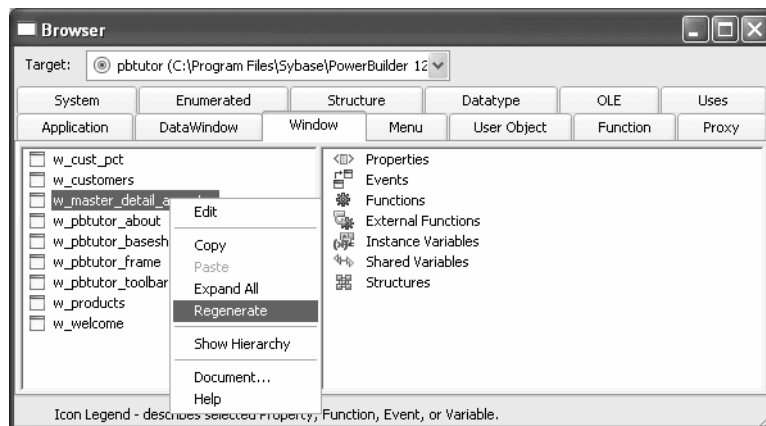 Browser
Target: pbtutor (C:\Program Files\Sybase\PowerBuilder 12
System Enumerated Structure Datatype OLE Uses
Application DataWindow Window Menu User Object Function Proxy
w_cust_pct
w_customers
w_master_detail_
w_pbtutor_about
w_pbtutor_basesh
w_pbtutor_frame
w_pbtutor_toolbar
w_products
w_welcome
Edit
Copy
Paste
Expand All
Regenerate
Show Hierarchy
Document...
Help
Properties
Events
Functions
External Functions
Instance Variables
Shared Variables
Structures
Icon Legend - describes selected Property, Function, Event, or Variable.